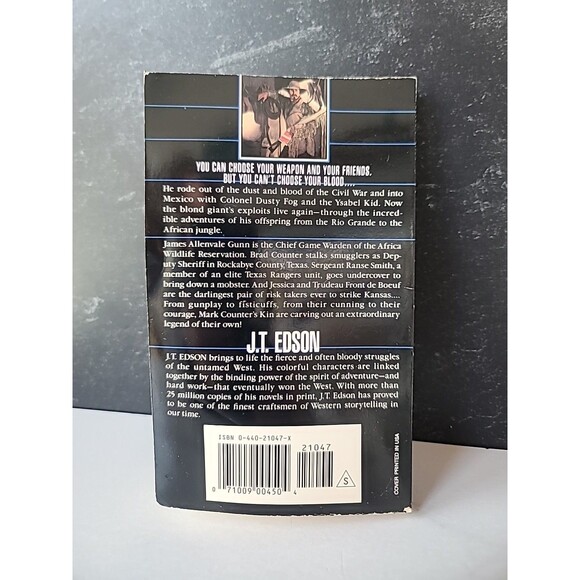 YOU CAN CHOOSE YOUR WEAPON AND YOUR FRIENDS.
BUT YOU CAN'T CHOOSE YOUR BLOOD....
He rode out of the dust and blood of the Civil War and into
Mexico with Colonel Dusty Fog and the Ysabel Kid. Now
the blond giant's exploits live again—through the incred-
ible adventures of his offspring from the Rio Grande to the
African jungle.
James Allenvale Gunn is the Chief Game Warden of the Africa
Wildlife Reservation. Brad Counter stalks smugglers as Dep-
uty Sheriff in Rockabye County, Texas. Sergeant Ranse Smith, a
member of an elite Texas Rangers unit, goes undercover to
bring down a mobster. And Jessica and Trudeau Front de Boeuf
are the darlingest pair of risk takers ever to strike Kansas....
From gunplay to fisticuffs, from their cunning to their
courage, Mark Counter's Kin are carving out an extraordinary
legend of their own!
J.T. EDSON
J.T. EDSON brings to life the fierce and often bloody struggles
of the untamed West. His colorful characters are linked
together by the binding power of the spirit of adventure—and
hard work—that eventually won the West. With more than
25 million copies of his novels in print, J.T. Edson has proved
to be one of the finest craftsmen of Western storytelling in
our time.
ISBN 0-440-21047-X
21047
0 71009 00450 4
S
COVER PRINTED IN USA